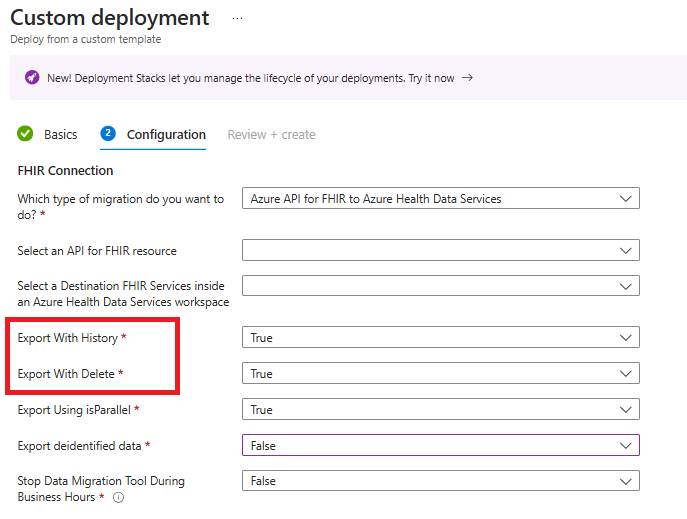 Custom deployment ...
Deploy from a custom template
New! Deployment Stacks let you manage the lifecycle of your deployments. Try it now →
Basics 2 Configuration Review + create
FHIR Connection
Which type of migration do you want to
do? * Azure API for FHIR to Azure Health Data Services
Select an API for FHIR resource
Select a Destination FHIR Services inside
an Azure Health Data Services workspace
Export With History * True
Export With Delete * True
Export Using isParallel * True
Export deidentified data * False
Stop Data Migration Tool During
Business Hours * False